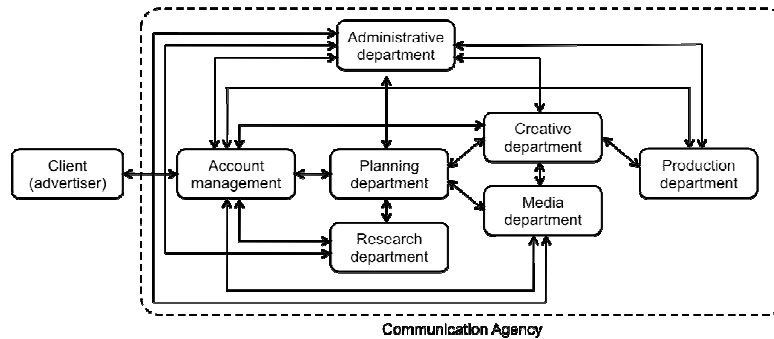 Administrative
department
Creative
department
Client
(advertiser)
Account
management
Planning
department
Production
department
Media
department
Research
department
Communication Agency